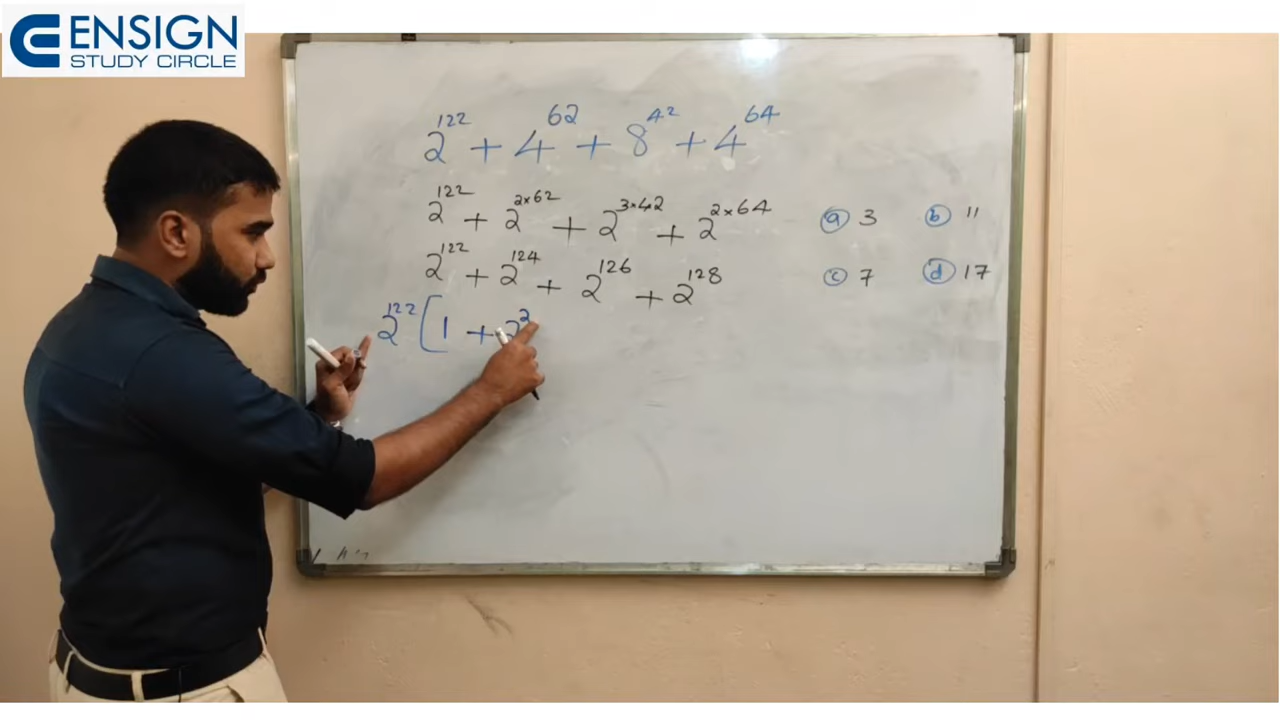 ENSIGN
STUDY CIRCLE
2^122 + 4^62 + 8^42 + 4^64
2^122 + 2^2×62 + 2^3×42 + 2^2×64
ⓐ 3 ⓑ 11
2^122 + 2^124 + 2^126 + 2^128
ⓒ 7 ⓓ 17
2^122 [1 + 2^2